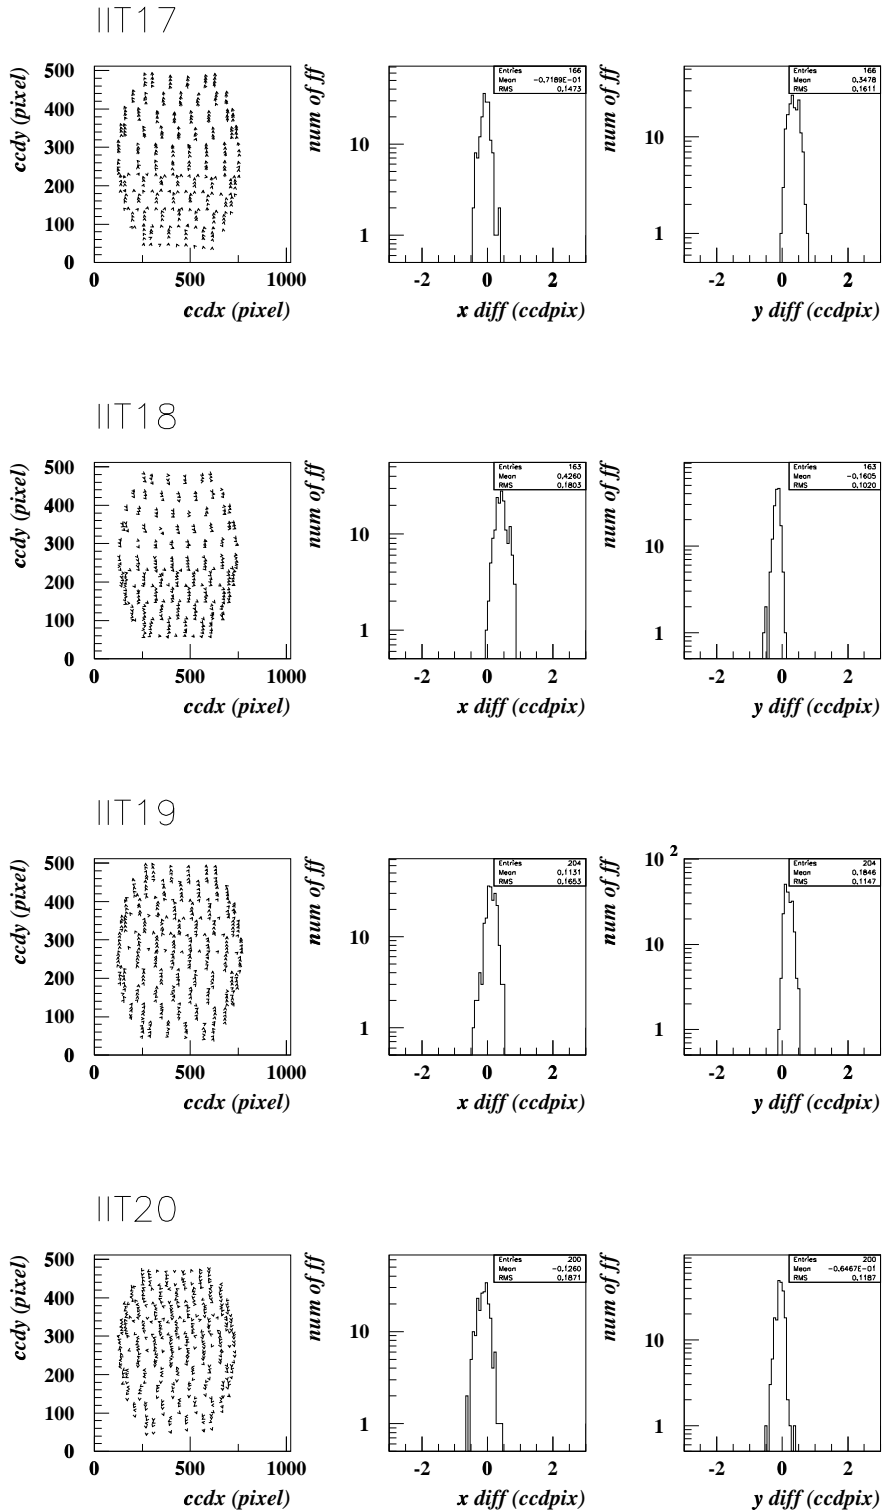 IIT17
ccdy (pixel)
500
400
300
200
100
0
0 500 1000
ccdx (pixel)
num of ff
10
1
Entries 166
Mean -0.7189E-01
RMS 0.1473
-2 0 2
x diff (ccdpix)
num of ff
10
1
Entries 166
Mean 0.3478
RMS 0.1611
-2 0 2
y diff (ccdpix)
IIT18
ccdy (pixel)
500
400
300
200
100
0
0 500 1000
ccdx (pixel)
num of ff
10
1
Entries 163
Mean 0.4260
RMS 0.1803
-2 0 2
x diff (ccdpix)
num of ff
10
1
Entries 163
Mean -0.1605
RMS 0.1020
-2 0 2
y diff (ccdpix)
IIT19
ccdy (pixel)
500
400
300
200
100
0
0 500 1000
ccdx (pixel)
num of ff
10
1
Entries 204
Mean 0.1131
RMS 0.1653
-2 0 2
x diff (ccdpix)
num of ff
10 2
10
1
Entries 204
Mean 0.1846
RMS 0.1147
-2 0 2
y diff (ccdpix)
IIT20
ccdy (pixel)
500
400
300
200
100
0
0 500 1000
ccdx (pixel)
num of ff
10
1
Entries 200
Mean -0.1260
RMS 0.1871
-2 0 2
x diff (ccdpix)
num of ff
10
1
Entries 200
Mean -0.6467E-01
RMS 0.1187
-2 0 2
y diff (ccdpix)